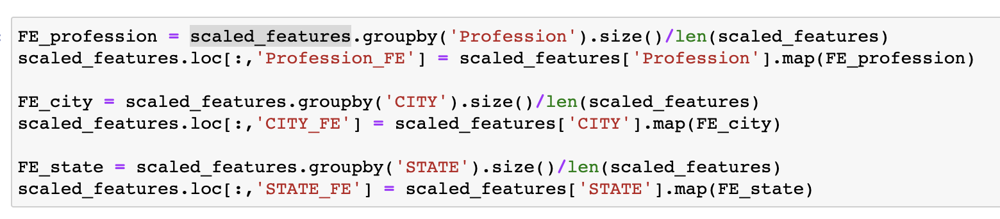 FE_profession = scaled_features.groupby('Profession').size()/len(scaled_features)
scaled_features.loc[:,'Profession_FE'] = scaled_features['Profession'].map(FE_profession)
FE_city = scaled_features.groupby('CITY').size()/len(scaled_features)
scaled_features.loc[:,'CITY_FE'] = scaled_features['CITY'].map(FE_city)
FE_state = scaled_features.groupby('STATE').size()/len(scaled_features)
scaled_features.loc[:,'STATE_FE'] = scaled_features['STATE'].map(FE_state)